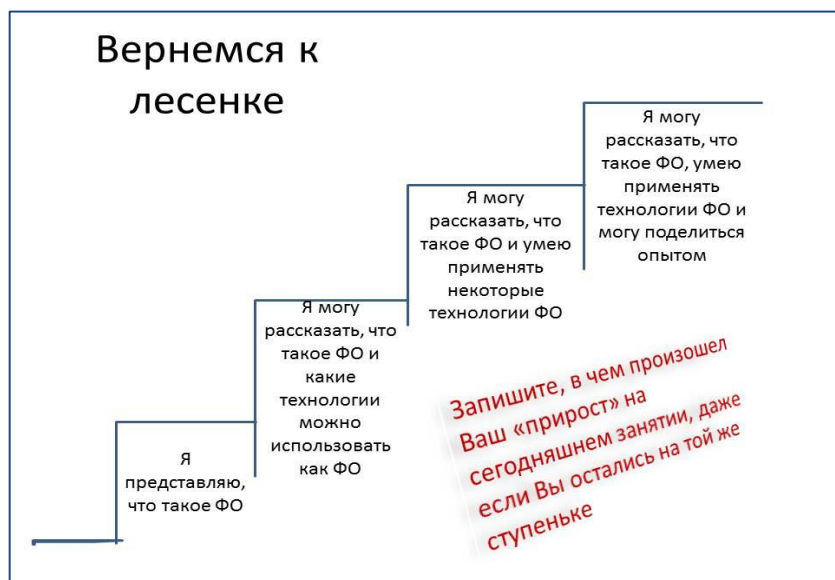 Вернемся к
лесенке
Я
представляю,
что такое ФО
Я могу
рассказать, что
такое ФО и
какие
технологии
можно
использовать
как ФО
Я могу
рассказать, что
такое ФО и умею
применять
некоторые
технологии ФО
Я могу
рассказать, что
такое ФО, умею
применять
технологии ФО и
могу поделиться
опытом
Запишите, в чем произошел
Ваш «прирост» на
сегодняшнем занятии, даже
если Вы остались на той же
ступеньке